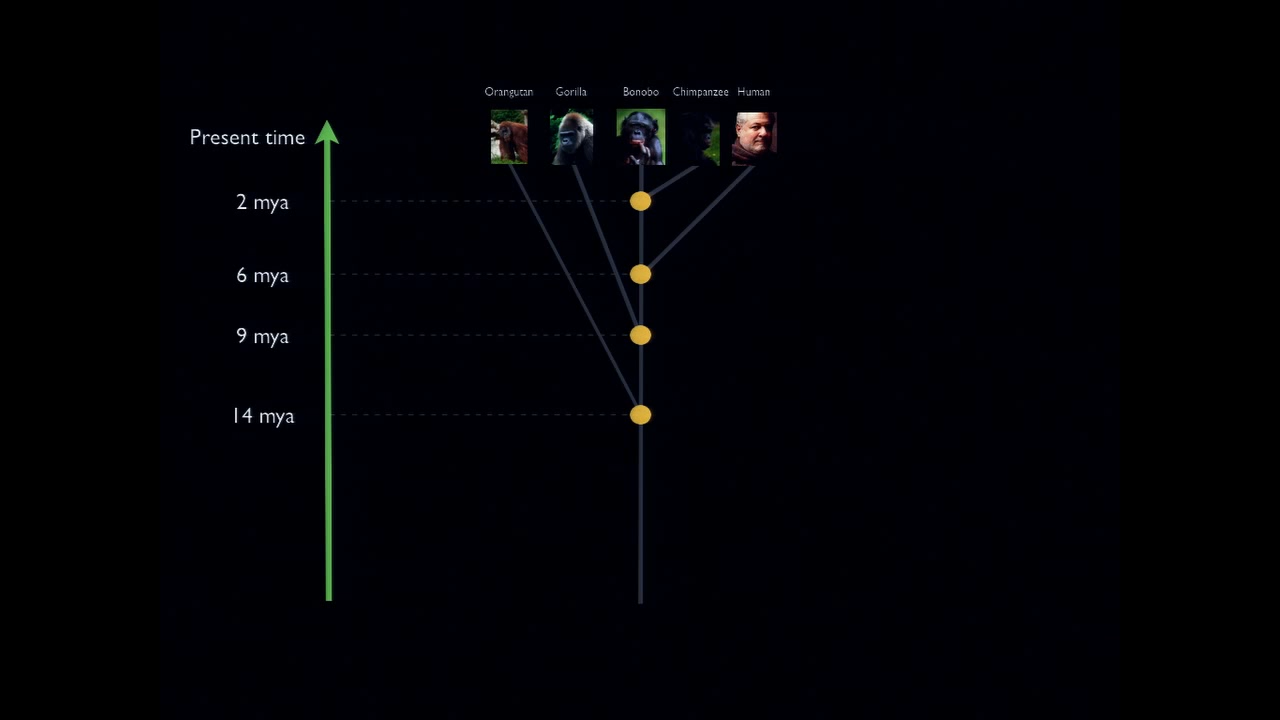 Orangutan Gorilla Bonobo Chimpanzee Human
Present time
2 mya
6 mya
9 mya
14 mya